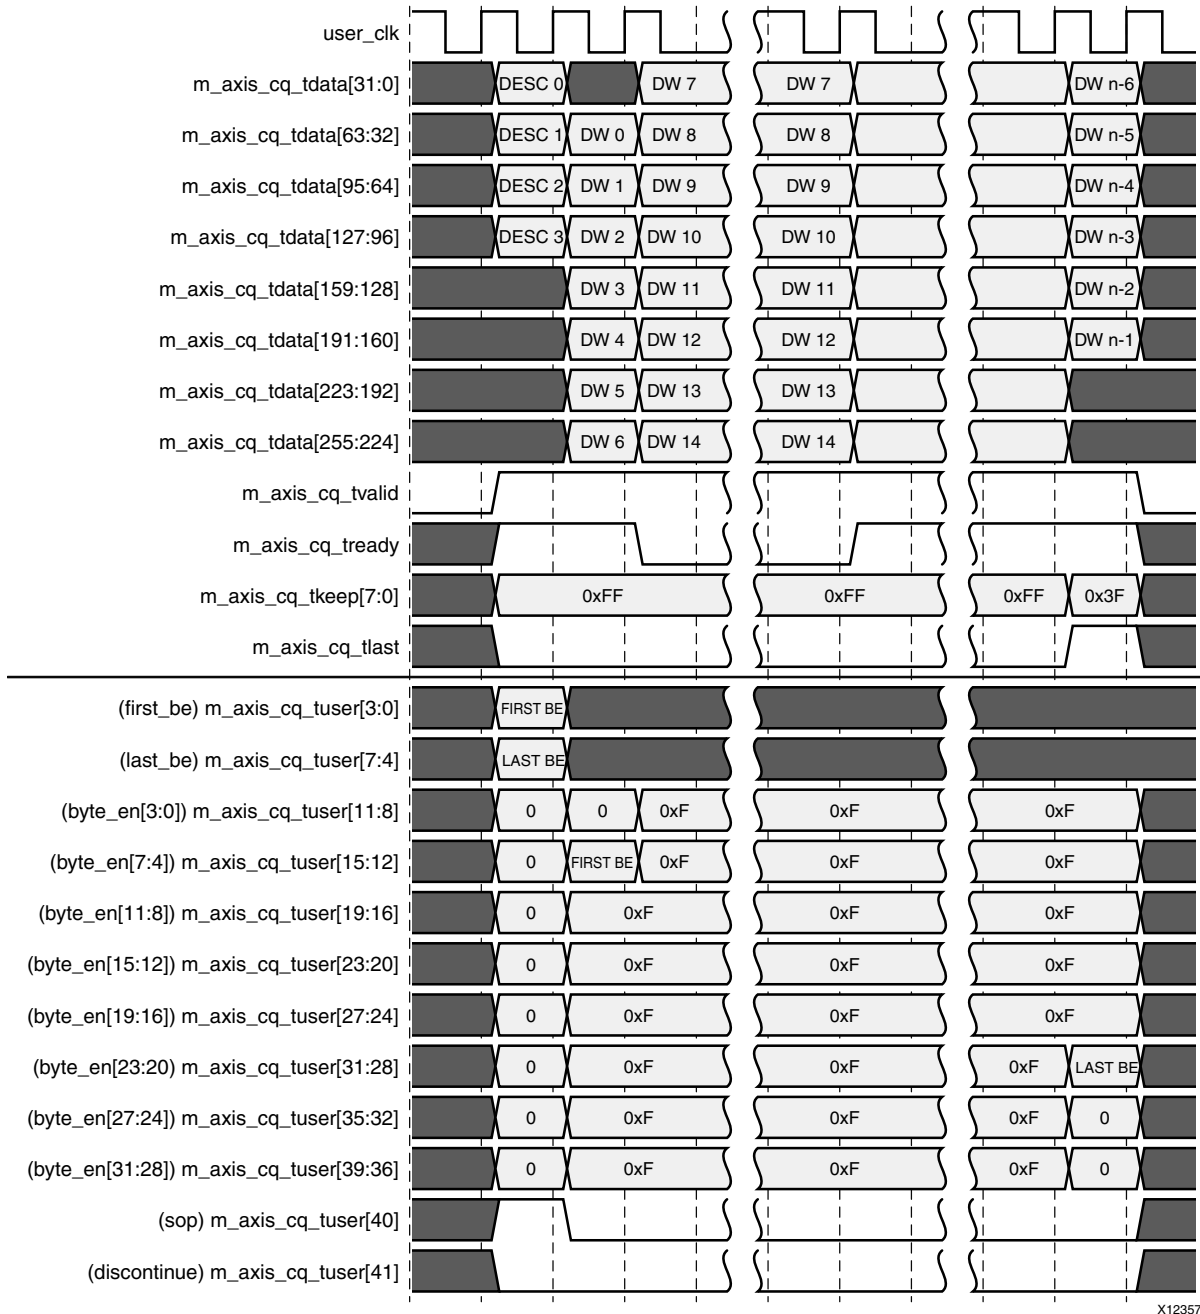 user_clk
m_axis_cq_tdata[31:0] DESC 0 DW 7 DW 7 DW n-6
m_axis_cq_tdata[63:32] DESC 1 DW 0 DW 8 DW 8 DW n-5
m_axis_cq_tdata[95:64] DESC 2 DW 1 DW 9 DW 9 DW n-4
m_axis_cq_tdata[127:96] DESC 3 DW 2 DW 10 DW 10 DW n-3
m_axis_cq_tdata[159:128] DW 3 DW 11 DW 11 DW n-2
m_axis_cq_tdata[191:160] DW 4 DW 12 DW 12 DW n-1
m_axis_cq_tdata[223:192] DW 5 DW 13 DW 13
m_axis_cq_tdata[255:224] DW 6 DW 14 DW 14
m_axis_cq_tvalid
m_axis_cq_tready
m_axis_cq_tkeep[7:0] 0xFF 0xFF 0xFF 0x3F
m_axis_cq_tlast
(first_be) m_axis_cq_tuser[3:0] FIRST BE
(last_be) m_axis_cq_tuser[7:4] LAST BE
(byte_en[3:0]) m_axis_cq_tuser[11:8] 0 0 0xF 0xF 0xF
(byte_en[7:4]) m_axis_cq_tuser[15:12] 0 FIRST BE 0xF 0xF 0xF
(byte_en[11:8]) m_axis_cq_tuser[19:16] 0 0xF 0xF 0xF
(byte_en[15:12]) m_axis_cq_tuser[23:20] 0 0xF 0xF 0xF
(byte_en[19:16]) m_axis_cq_tuser[27:24] 0 0xF 0xF 0xF
(byte_en[23:20) m_axis_cq_tuser[31:28] 0 0xF 0xF 0xF LAST BE
(byte_en[27:24]) m_axis_cq_tuser[35:32] 0 0xF 0xF 0xF 0
(byte_en[31:28]) m_axis_cq_tuser[39:36] 0 0xF 0xF 0xF 0
(sop) m_axis_cq_tuser[40]
(discontinue) m_axis_cq_tuser[41]
X12357